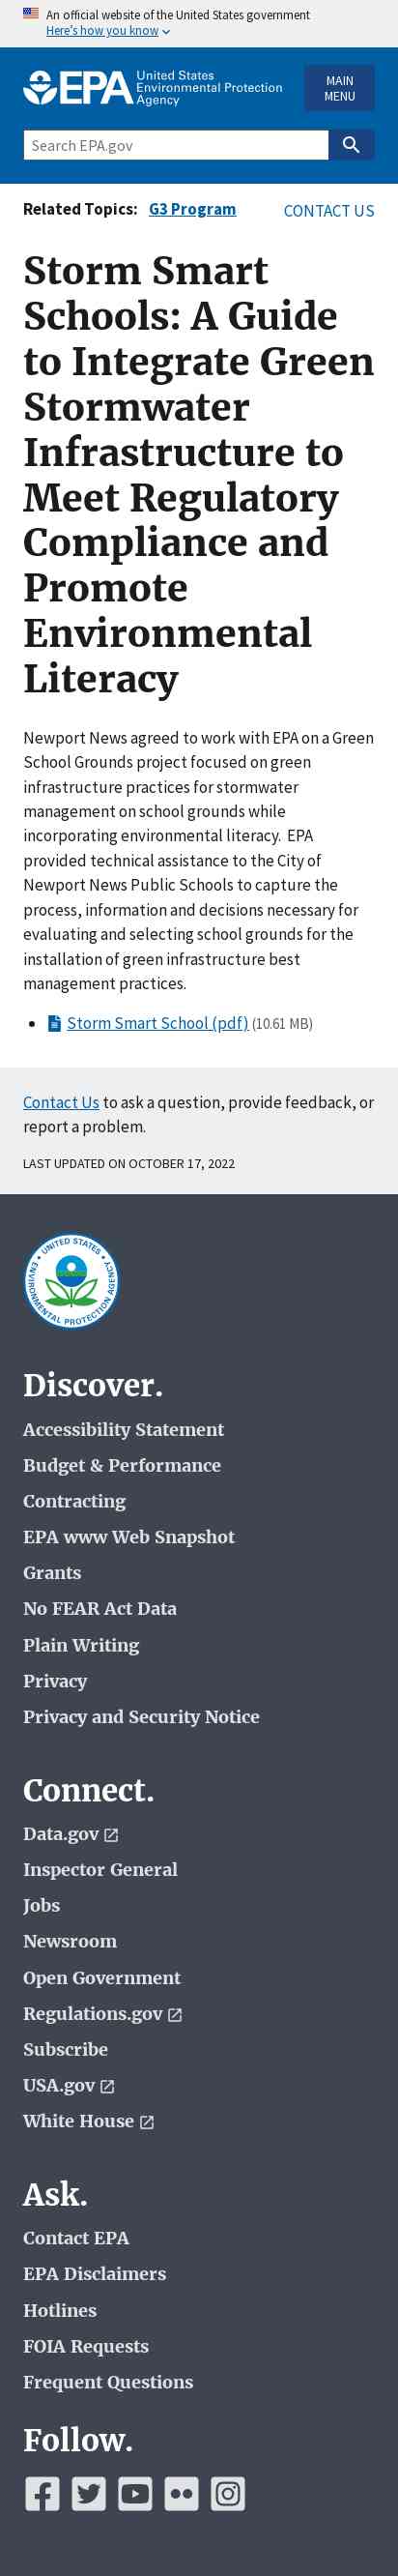 An official website of the United States government
Here's how you know
EPA United States
Environmental Protection
Agency
MAIN
MENU
Search EPA.gov
Related Topics: G3 Program CONTACT US
Storm Smart
Schools: A Guide
to Integrate Green
Stormwater
Infrastructure to
Meet Regulatory
Compliance and
Promote
Environmental
Literacy
Newport News agreed to work with EPA on a Green
School Grounds project focused on green
infrastructure practices for stormwater
management on school grounds while
incorporating environmental literacy. EPA
provided technical assistance to the City of
Newport News Public Schools to capture the
process, information and decisions necessary for
evaluating and selecting school grounds for the
installation of green infrastructure best
management practices.
Storm Smart School (pdf) (10.61 MB)
Contact Us to ask a question, provide feedback, or
report a problem.
LAST UPDATED ON OCTOBER 17, 2022
UNITED STATES
ENVIRONMENTAL PROTECTION AGENCY
Discover.
Accessibility Statement
Budget & Performance
Contracting
EPA www Web Snapshot
Grants
No FEAR Act Data
Plain Writing
Privacy
Privacy and Security Notice
Connect.
Data.gov
Inspector General
Jobs
Newsroom
Open Government
Regulations.gov
Subscribe
USA.gov
White House
Ask.
Contact EPA
EPA Disclaimers
Hotlines
FOIA Requests
Frequent Questions
Follow.